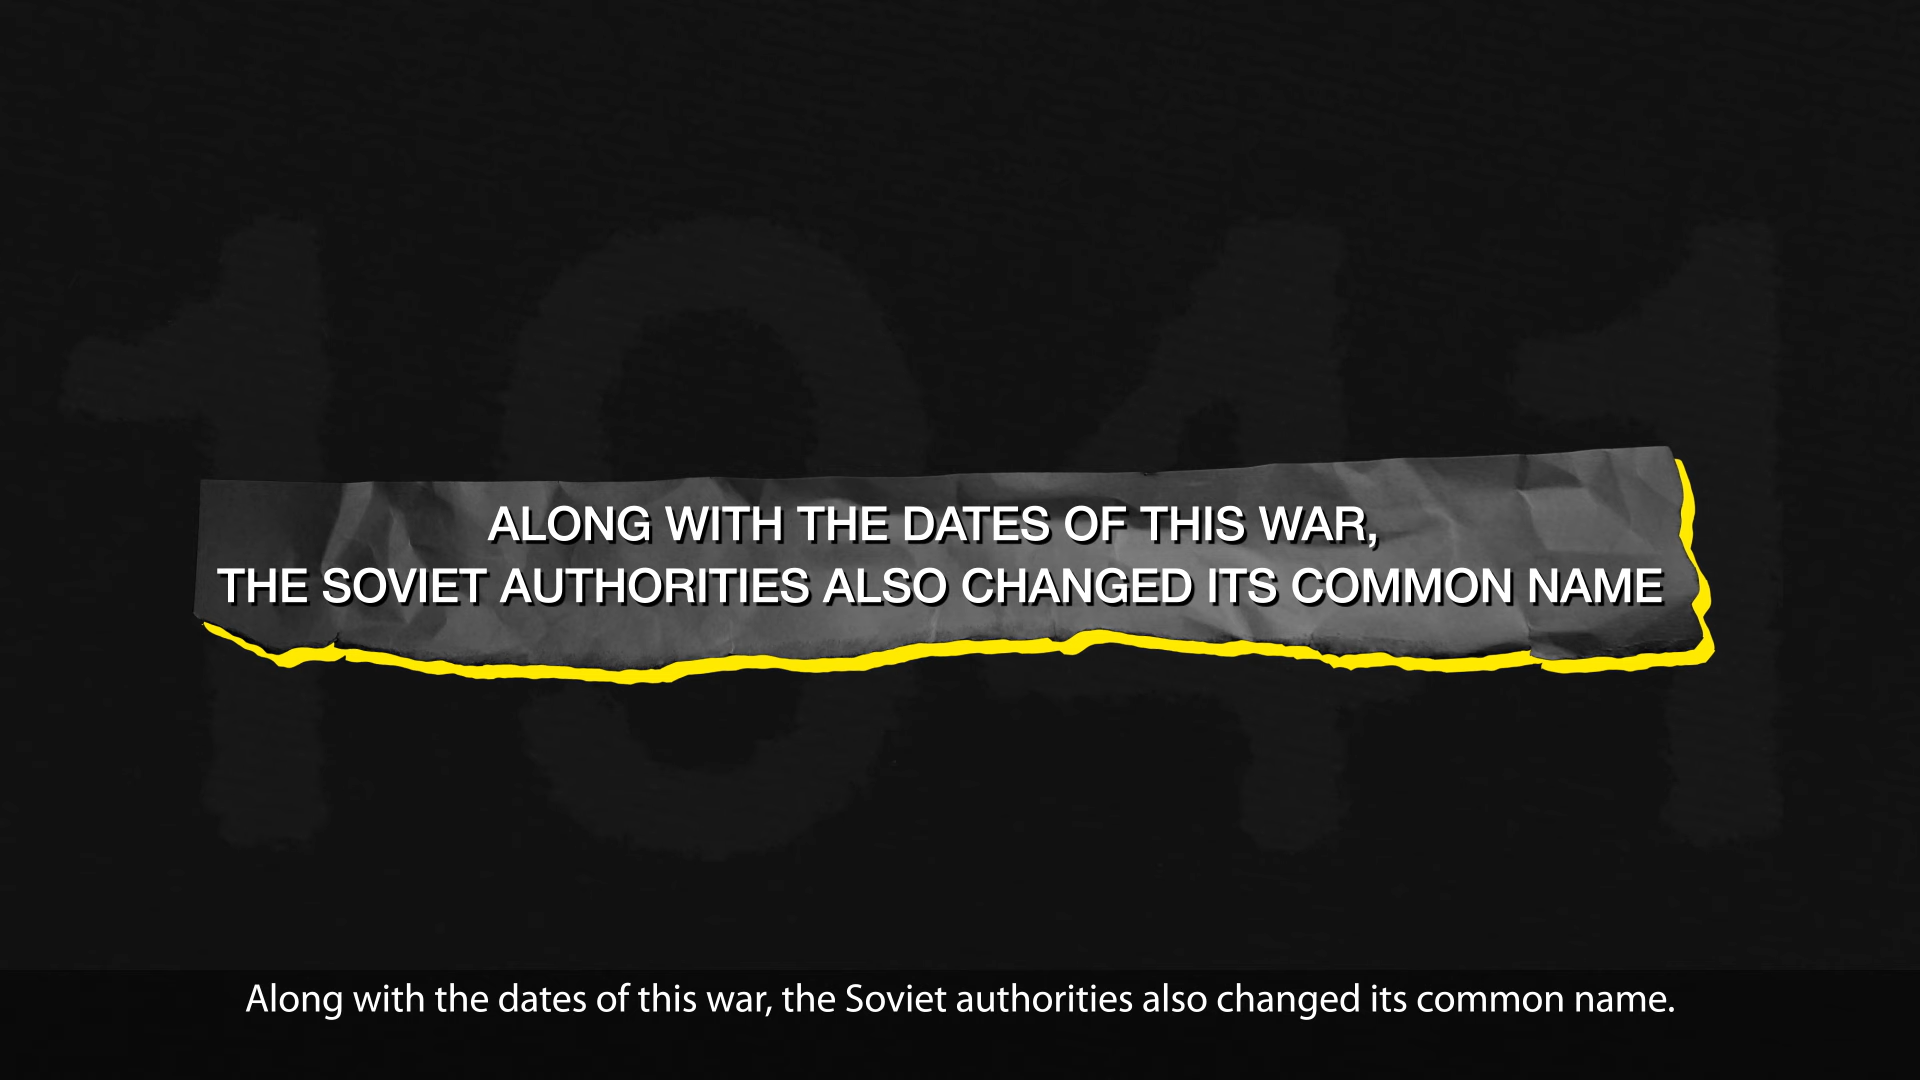 1941
ALONG WITH THE DATES OF THIS WAR,
THE SOVIET AUTHORITIES ALSO CHANGED ITS COMMON NAME
Along with the dates of this war, the Soviet authorities also changed its common name.